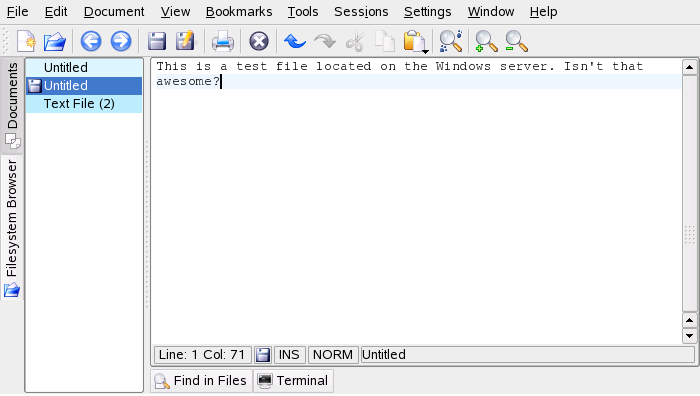 File Edit Document View Bookmarks Tools Sessions Settings Window Help
Documents
Filesystem Browser
Untitled
Untitled
Text File (2)
This is a test file located on the Windows server. Isn't that
awesome?
Line: 1 Col: 71 INS NORM Untitled
Find in Files Terminal